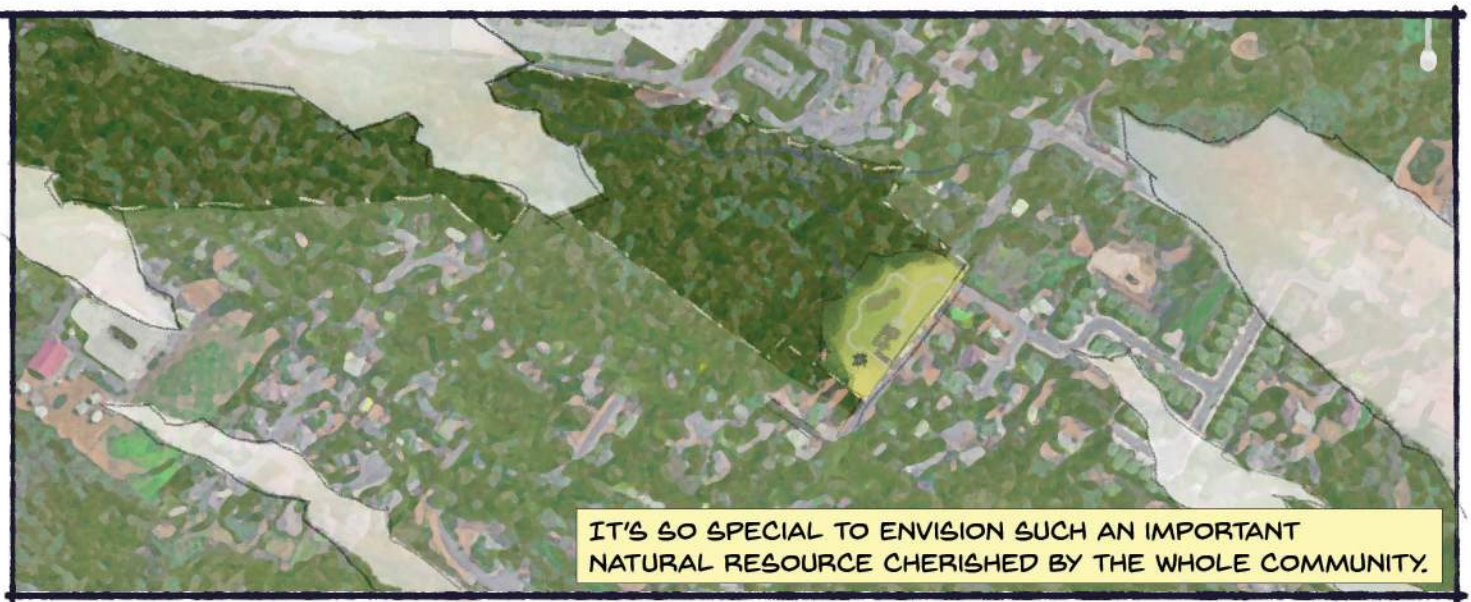 IT'S SO SPECIAL TO ENVISION SUCH AN IMPORTANT
NATURAL RESOURCE CHERISHED BY THE WHOLE COMMUNITY.